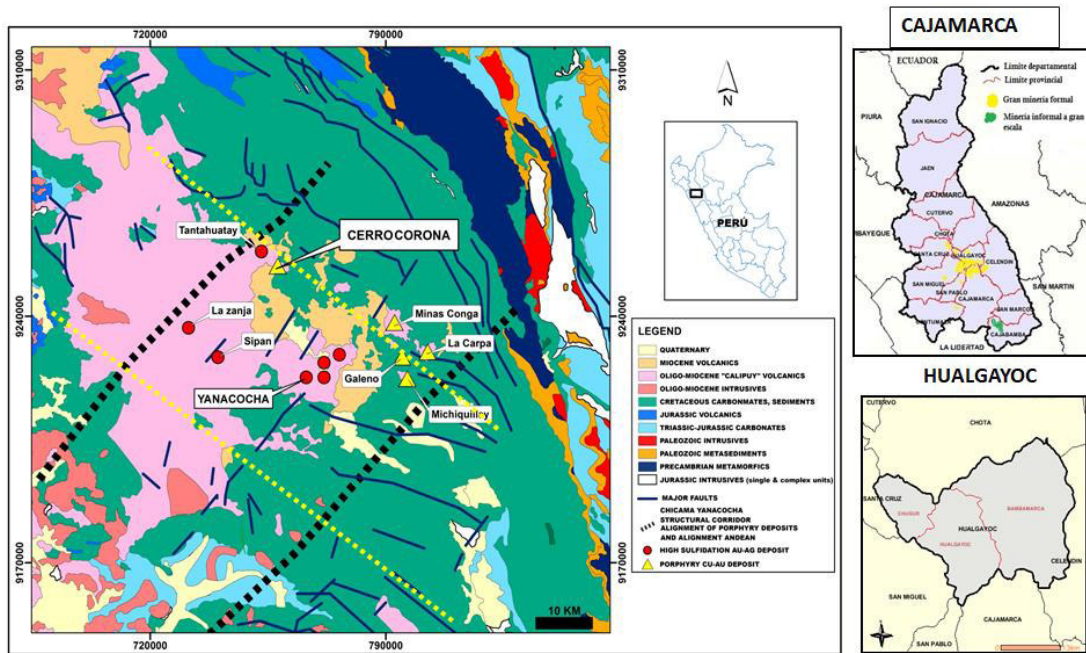 720000
790000
9310000
9310000
N
PERÚ
Tantahuatay
CERROCORONA
La zanja
Sipan
YANACOCHA
Minas Conga
La Carpa
Galeno
Michiquillay
9240000
9240000
9170000
9170000
10 KM
720000
790000
LEGEND
QUATERNARY
MIOCENE VOLCANICS
OLIGO-MIOCENE "CALIPUY" VOLCANICS
OLIGO-MIOCENE INTRUSIVES
CRETACEOUS CARBONMATES, SEDIMENTS
JURASSIC VOLCANICS
TRIASSIC-JURASSIC CARBONATES
PALEOZOIC INTRUSIVES
PALEOZOIC METASEDIMENTS
PRECAMBRIAN METAMORFICS
JURASSIC INTRUSIVES (single & complex units)
MAJOR FAULTS
CHICAMA YANACOCHA
STRUCTURAL CORRIDOR
ALIGNMENT OF PORPHYRY DEPOSITS
AND ALIGNMENT ANDEAN
HIGH SULFIDATION AU-AG DEPOSIT
PORPHYRY CU-AU DEPOSIT
CAJAMARCA
ECUADOR
Límite departamental
Límite provincial
Gran minería formal
Minería informal a gran
escala
PIURA
SAN IGNACIO
JAEN
CAJAMARCA
AMAZONAS
CUTERVO
CHOTA
SANTA CRUZ
HUALGAYOC
CELENDIN
SAN MIGUEL
SAN PABLO
CAJAMARCA
SAN MARTIN
SAN MARCOS
CAJABAMBA
LA LIBERTAD
HUALGAYOC
CUTERVO
CHOTA
SANTA CRUZ
CHUGUR
BAMBAMARCA
HUALGAYOC
HUALGAYOC
CELENDIN
SAN MIGUEL
CAJAMARCA
SAN PABLO